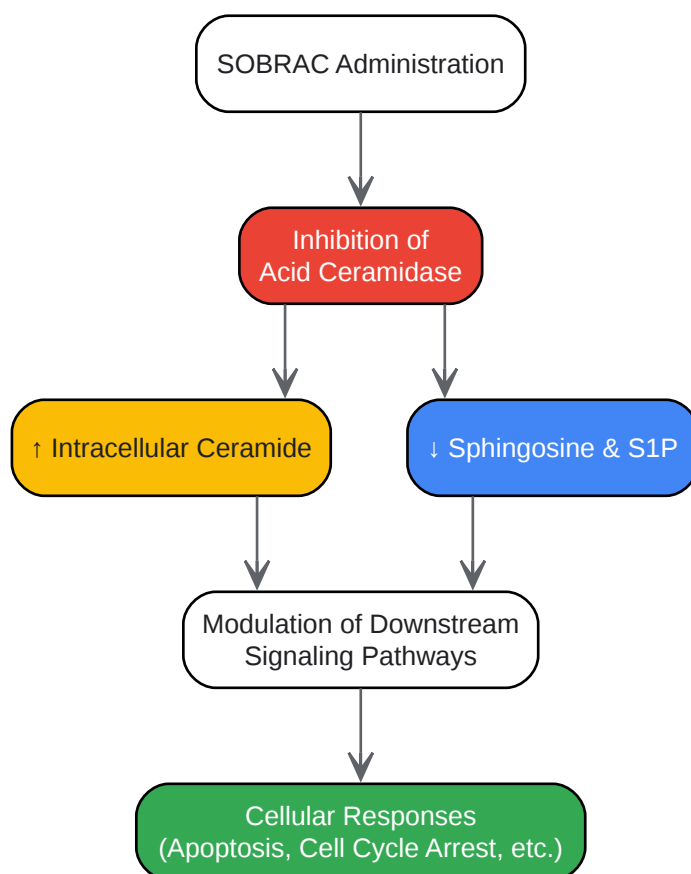 SOBRAC Administration
Inhibition of
Acid Ceramidase
↑ Intracellular Ceramide
↓ Sphingosine & S1P
Modulation of Downstream
Signaling Pathways
Cellular Responses
(Apoptosis, Cell Cycle Arrest, etc.)